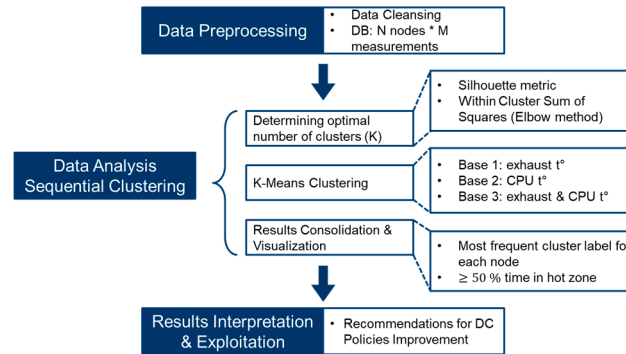 Data Preprocessing
• Data Cleansing
• DB: N nodes * M
measurements
Data Analysis
Sequential Clustering
Determining optimal
number of clusters (K)
• Silhouette metric
• Within Cluster Sum of
Squares (Elbow method)
K-Means Clustering
• Base 1: exhaust t°
• Base 2: CPU t°
• Base 3: exhaust & CPU t°
Results Consolidation &
Visualization
• Most frequent cluster label fo
each node
• ≥ 50 % time in hot zone
Results Interpretation
& Exploitation
• Recommendations for DC
Policies Improvement